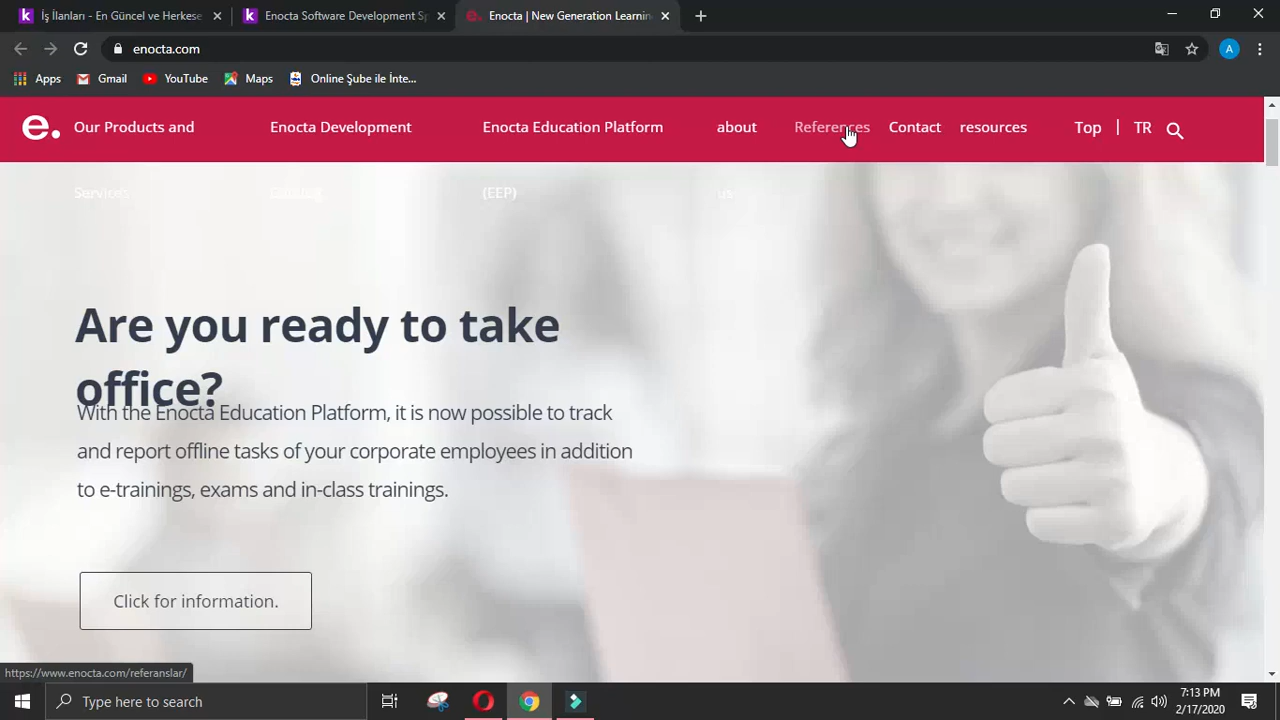 İş İlanları - En Güncel ve Herkese
Enocta Software Development Sp
Enocta | New Generation Learnin
enocta.com
A
Apps
Gmail
YouTube
Maps
Online Şube ile İnte...
e.
Our Products and
Services
Enocta Development
Catalog
Enocta Education Platform
(EEP)
about
us
References
Contact
resources
Top
TR
Are you ready to take
office?
With the Enocta Education Platform, it is now possible to track
and report offline tasks of your corporate employees in addition
to e-trainings, exams and in-class trainings.
Click for information.
https://www.enocta.com/referanslar/
Type here to search
7:13 PM
2/17/2020